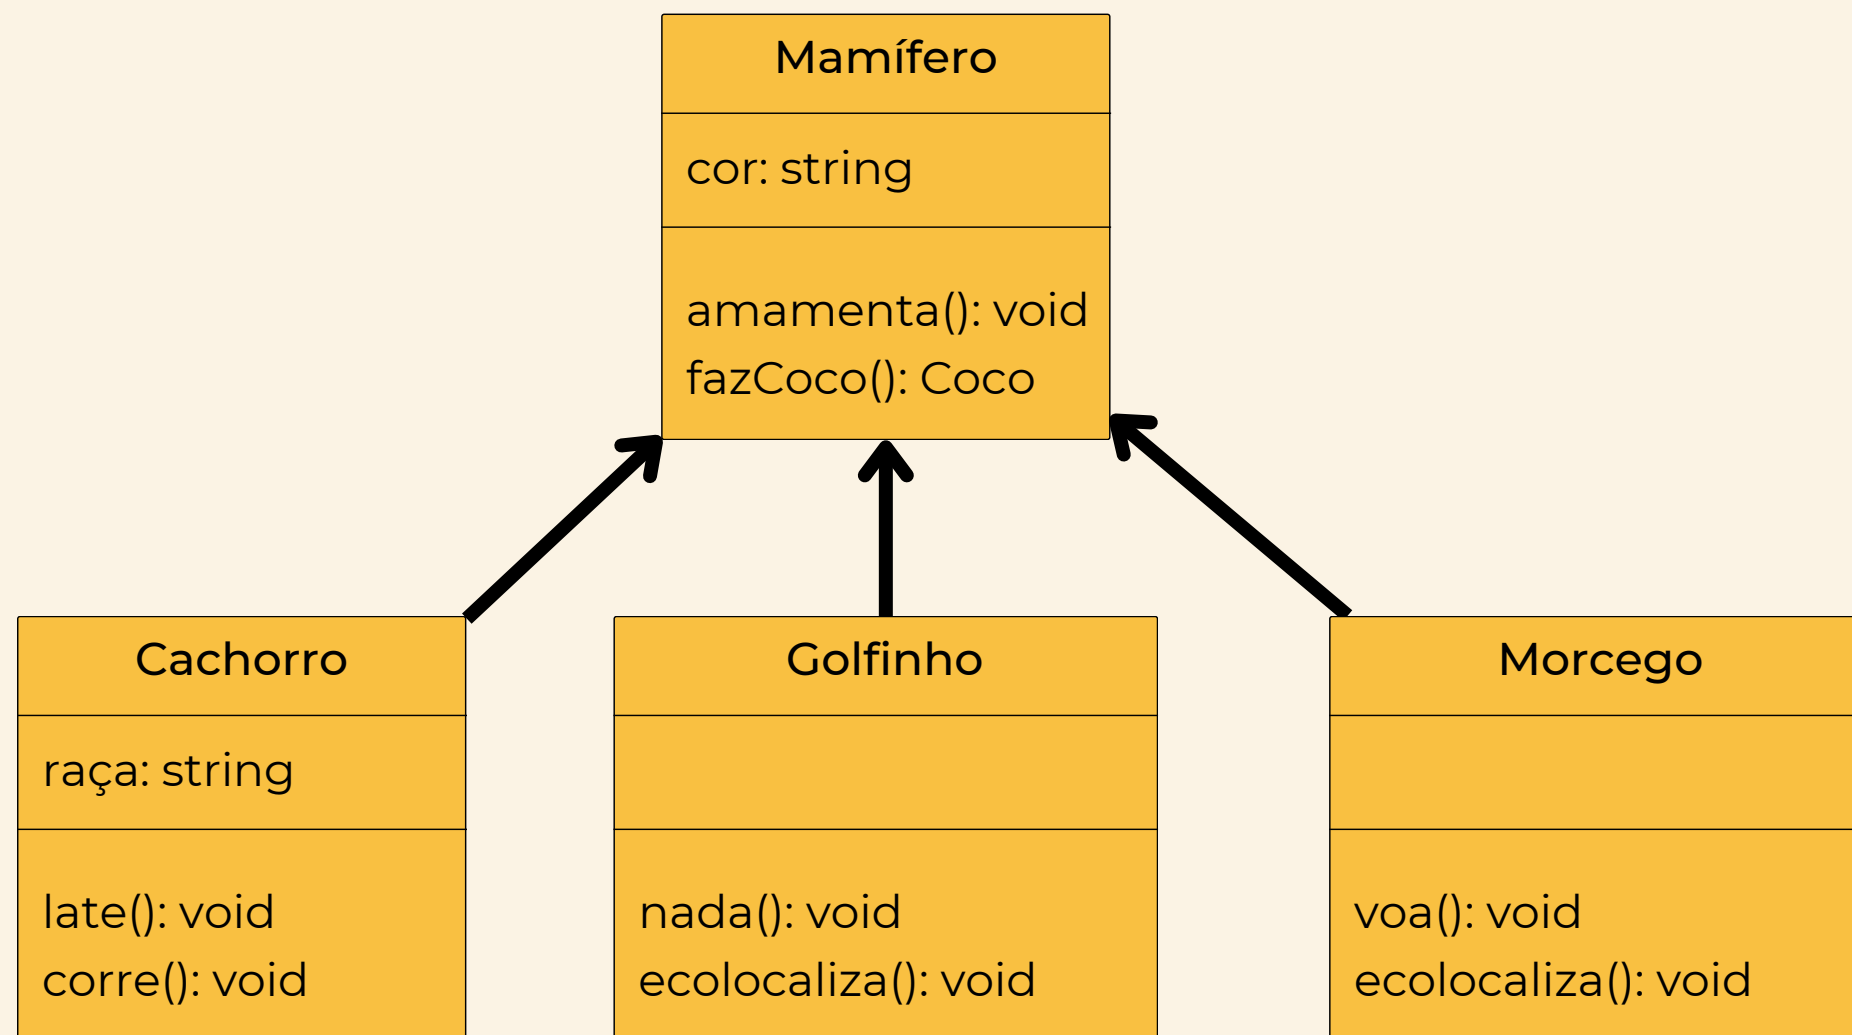 Mamífero
cor: string
amamenta(): void
fazCoco(): Coco
Cachorro
raça: string
late(): void
corre(): void
Golfinho
nada(): void
ecolocaliza(): void
Morcego
voa(): void
ecolocaliza(): void